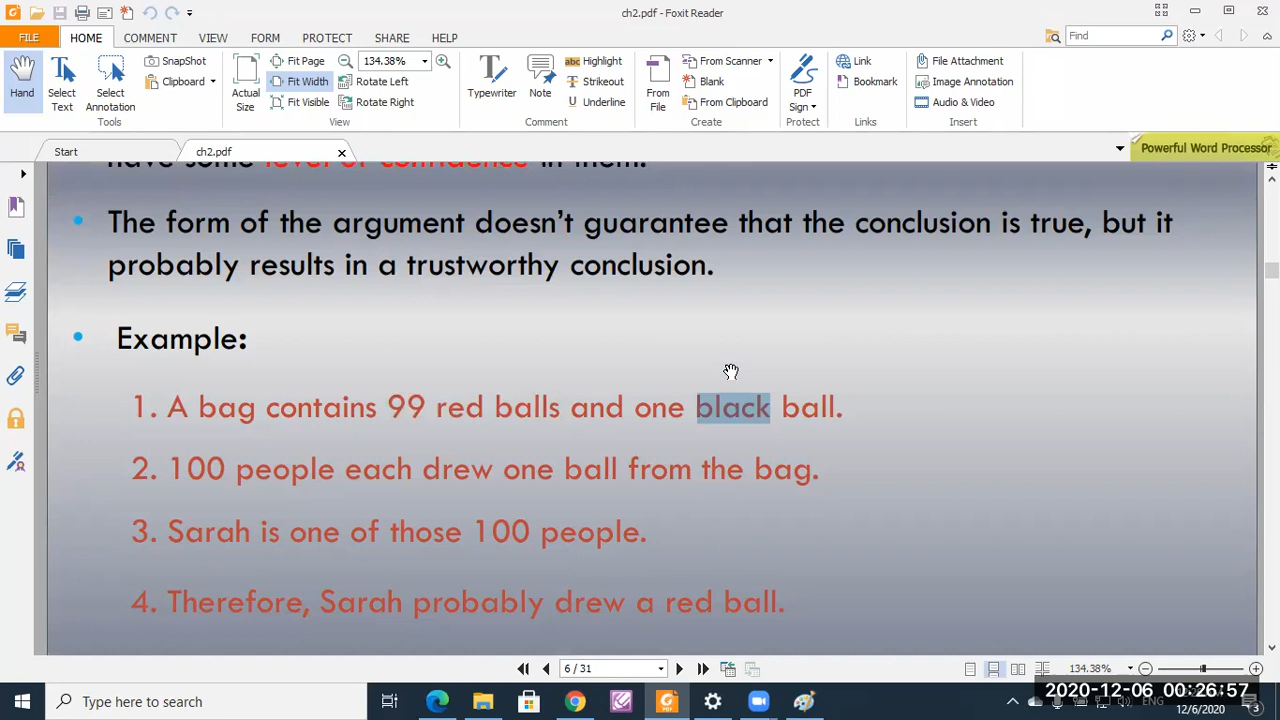 ch2.pdf - Foxit Reader
FILE HOME COMMENT VIEW FORM PROTECT SHARE HELP Find
Hand
Select Text
Select Annotation
SnapShot
Clipboard
Tools
Actual Size
Fit Page
Fit Width
Fit Visible
134.38%
Rotate Left
Rotate Right
View
Typewriter
Note
Highlight
Strikeout
Underline
Comment
From File
From Scanner
Blank
From Clipboard
Create
PDF Sign
Protect
Link
Bookmark
Links
File Attachment
Image Annotation
Audio & Video
Insert
Start ch2.pdf Powerful Word Processor
have some level of confidence in them.
• The form of the argument doesn't guarantee that the conclusion is true, but it
probably results in a trustworthy conclusion.
• Example:
1. A bag contains 99 red balls and one black ball.
2. 100 people each drew one ball from the bag.
3. Sarah is one of those 100 people.
4. Therefore, Sarah probably drew a red ball.
6 / 31 134.38%
Type here to search
2020-12-06 00:26:57
12/6/2020